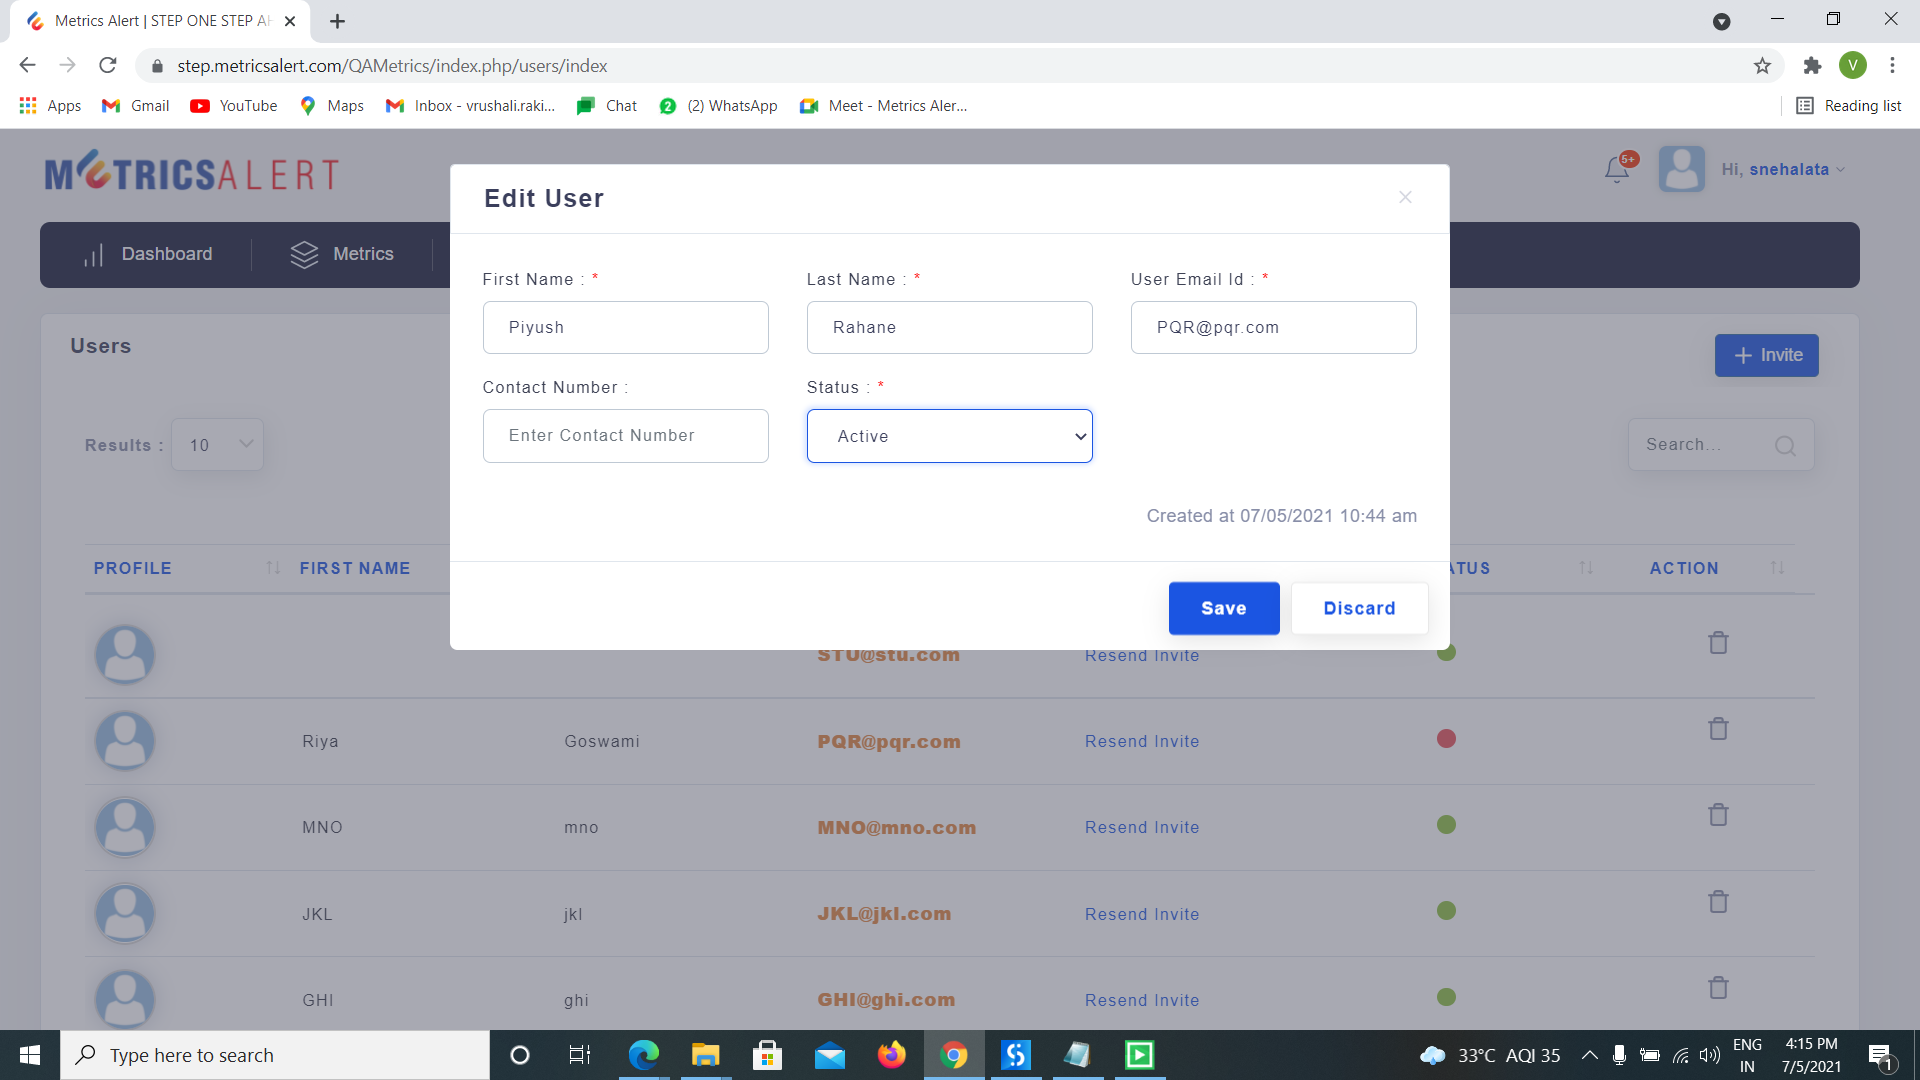 Metrics Alert | STEP ONE STEP AH
step.metricsalert.com/QAMetrics/index.php/users/index
V
Apps Gmail YouTube Maps Inbox - vrushali.raki... Chat 2 (2) WhatsApp Meet - Metrics Aler... Reading list
METRICSALERT
5+
Hi, snehalata
Dashboard Metrics
Edit User
First Name : * Last Name : * User Email Id : *
Piyush Rahane PQR@pqr.com
Contact Number : Status : *
Enter Contact Number Active
Created at 07/05/2021 10:44 am
Save Discard
Users
+ Invite
Results : 10 Search...
PROFILE FIRST NAME ATUS ACTION
STU@stu.com Resend Invite
Riya Goswami PQR@pqr.com Resend Invite
MNO mno MNO@mno.com Resend Invite
JKL jkl JKL@jkl.com Resend Invite
GHI ghi GHI@ghi.com Resend Invite
Type here to search
33°C AQI 35
ENG
IN
4:15 PM
7/5/2021
1